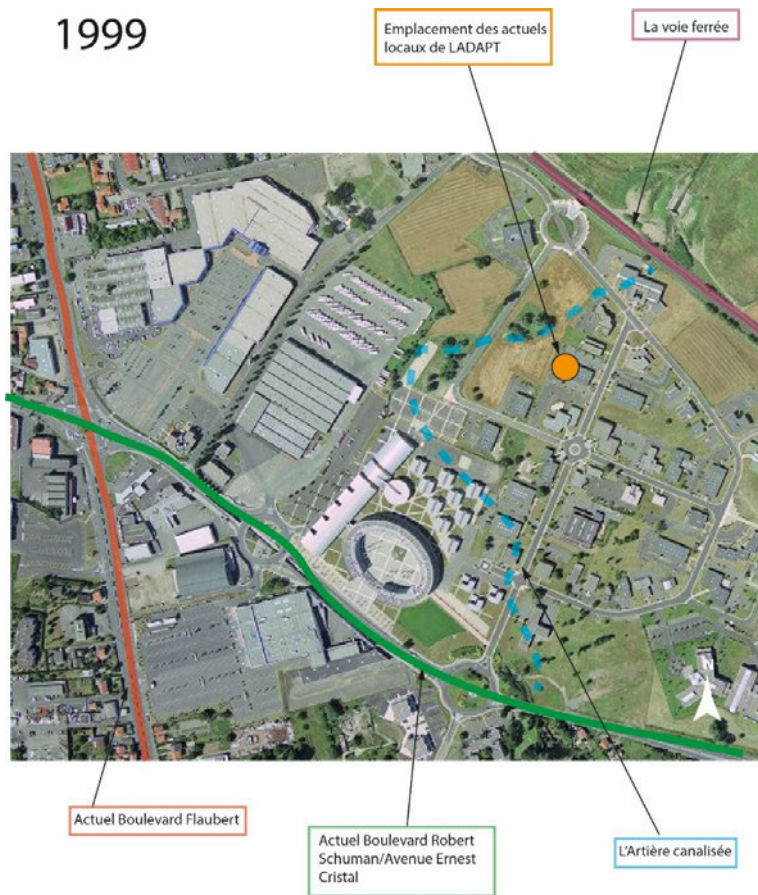 1999
Emplacement des actuels
locaux de LADAPT
La voie ferrée
Actuel Boulevard Flaubert
Actuel Boulevard Robert
Schuman/Avenue Ernest
Cristal
L'Artière canalisée